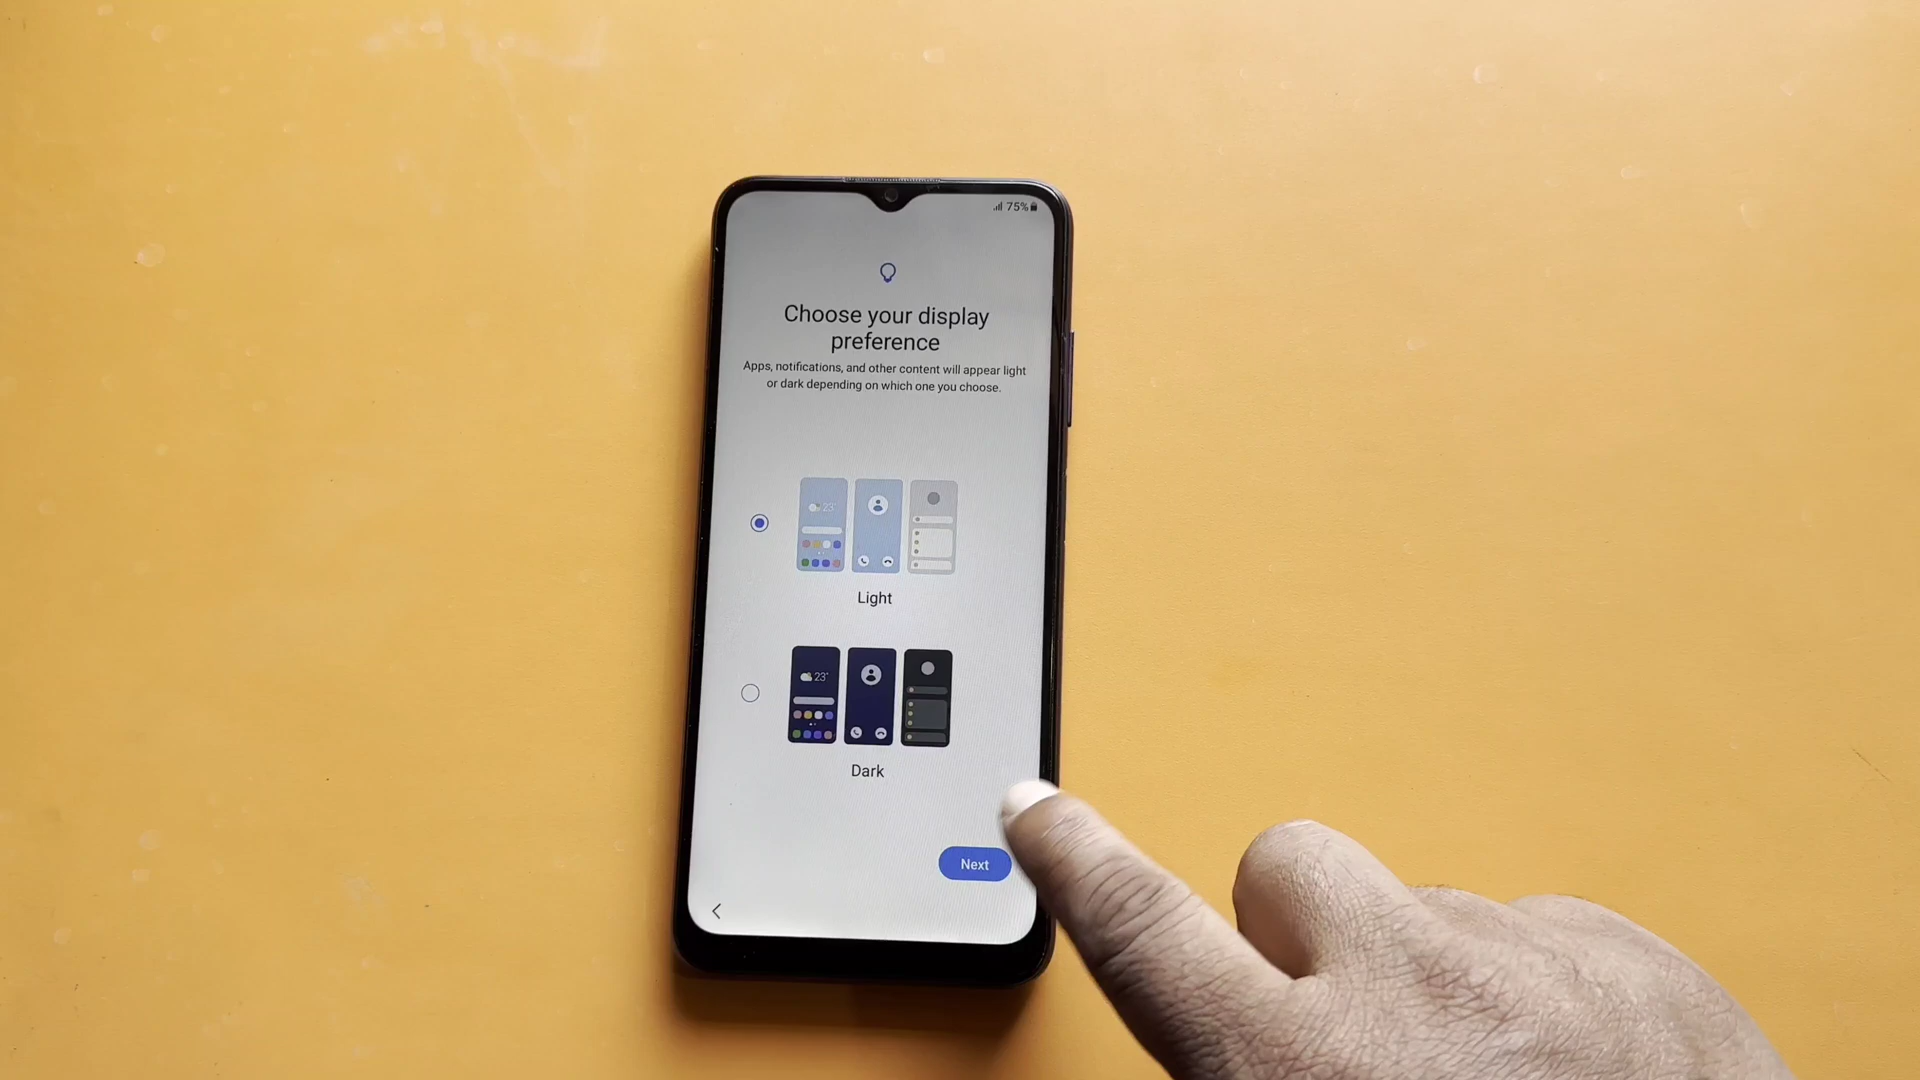 75%
Choose your display
preference
Apps, notifications, and other content will appear light
or dark depending on which one you choose.
23°
Light
23°
Dark
Next